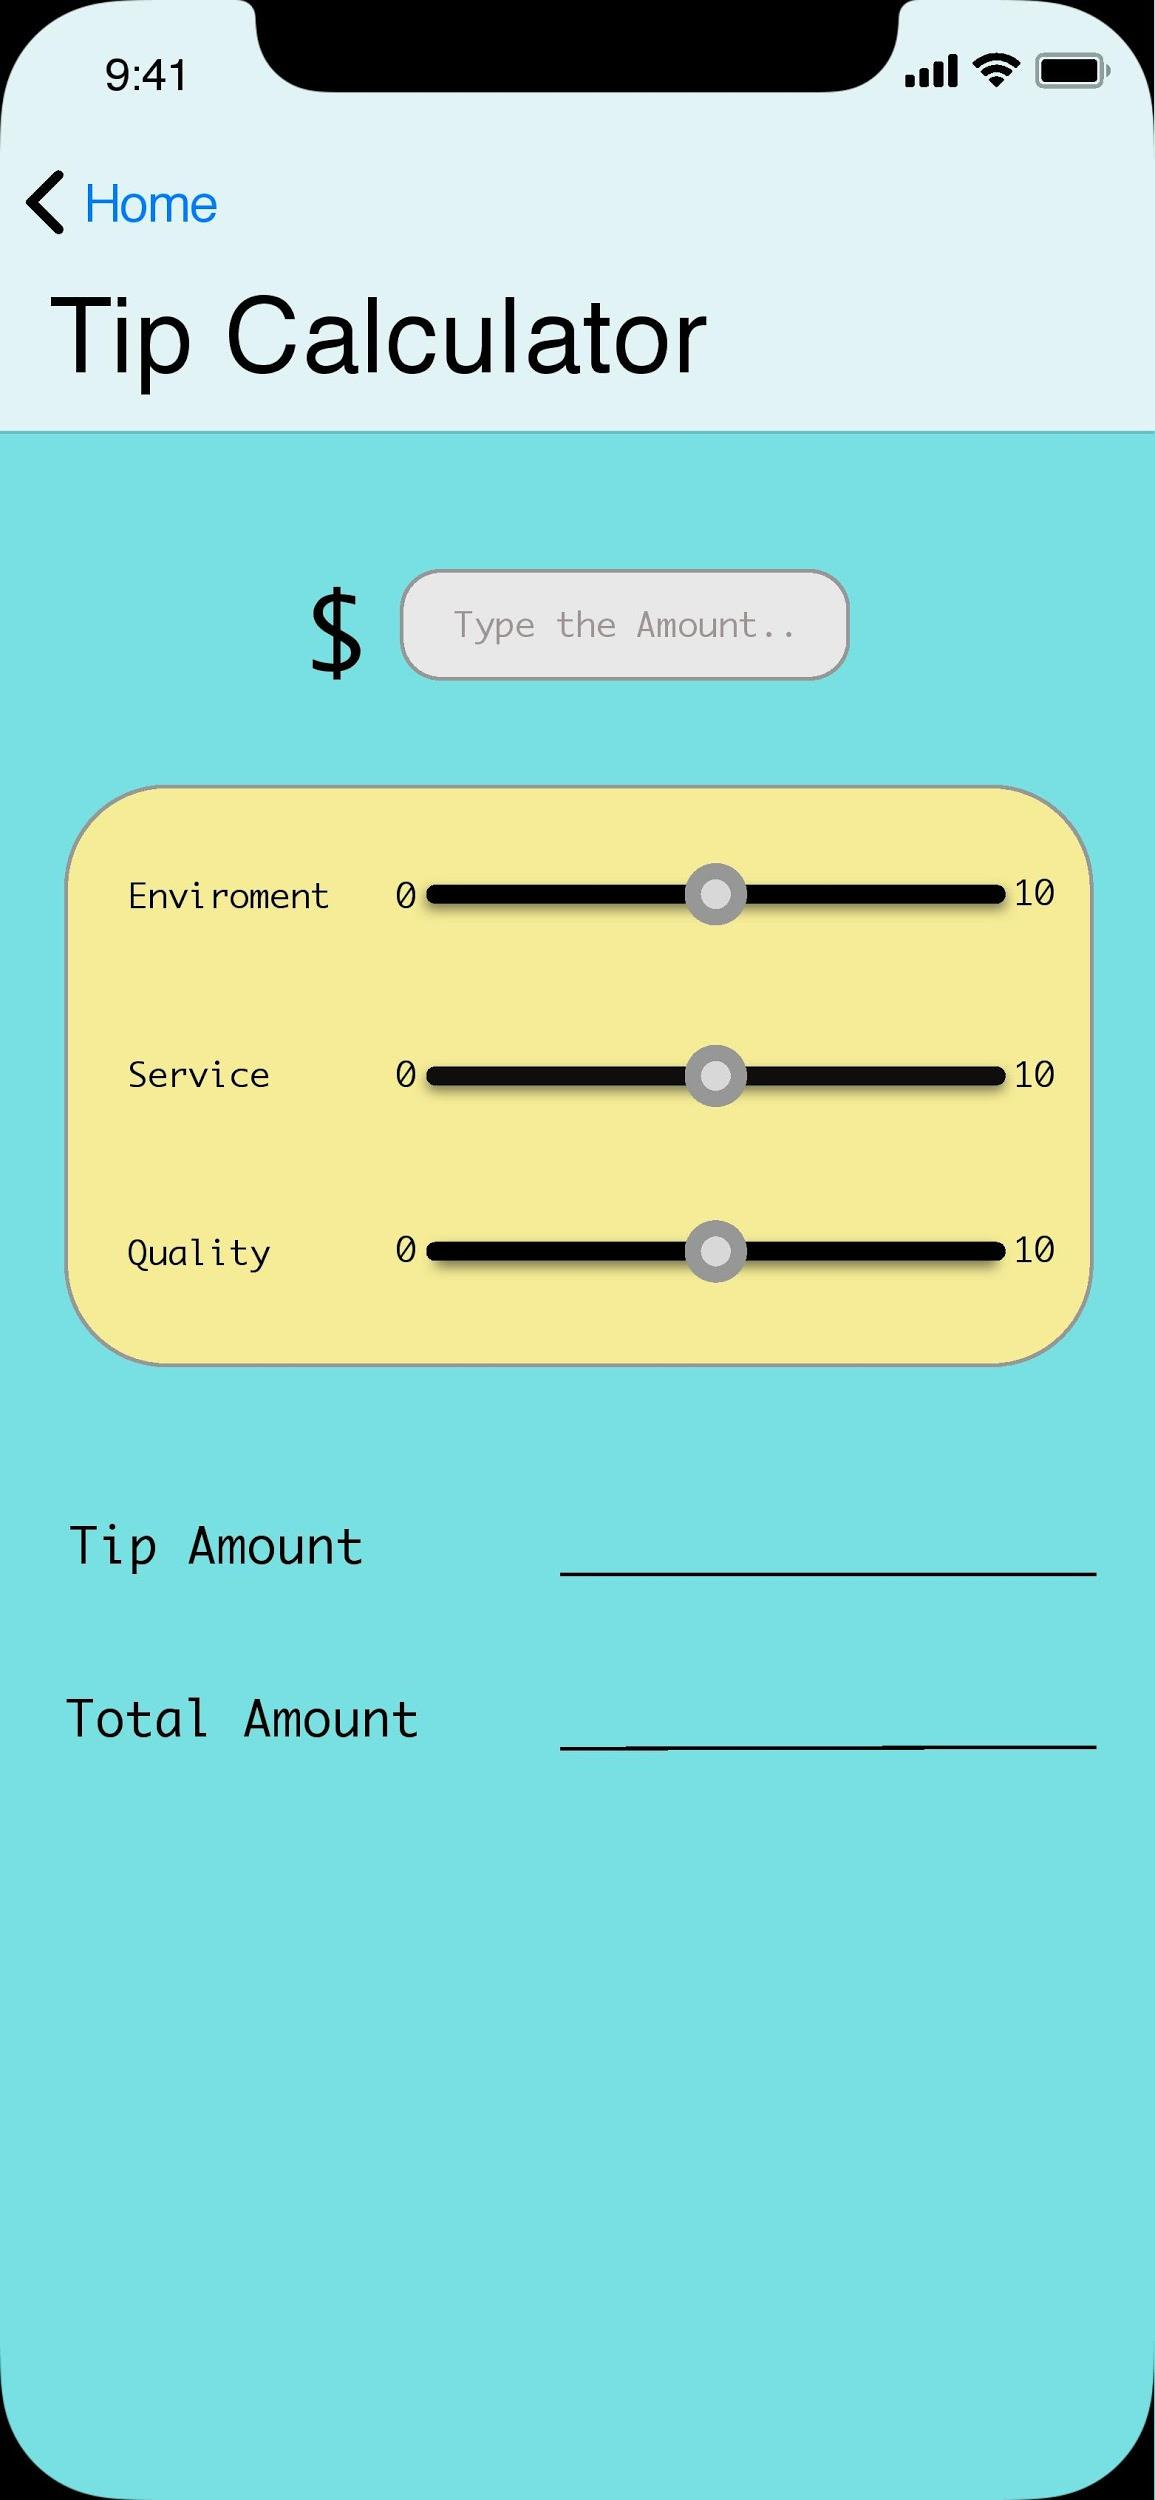 9:41
Home
Tip Calculator
$ Type the Amount..
Enviroment 0 10
Service 0 10
Quality 0 10
Tip Amount
Total Amount